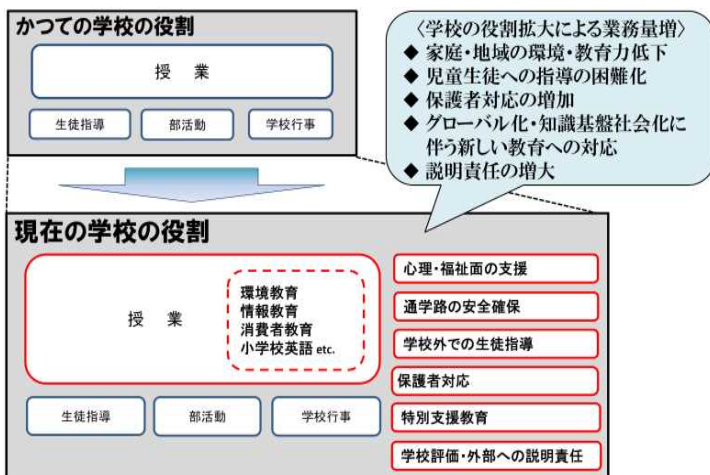 かつての学校の役割
授 業
生徒指導
部活動
学校行事
〈学校の役割拡大による業務量増〉
◆ 家庭・地域の環境・教育力低下
◆ 児童生徒への指導の困難化
◆ 保護者対応の増加
◆ グローバル化・知識基盤社会化に
伴う新しい教育への対応
◆ 説明責任の増大
現在の学校の役割
授 業
環境教育
情報教育
消費者教育
小学校英語 etc.
生徒指導
部活動
学校行事
心理・福祉面の支援
通学路の安全確保
学校外での生徒指導
保護者対応
特別支援教育
学校評価・外部への説明責任